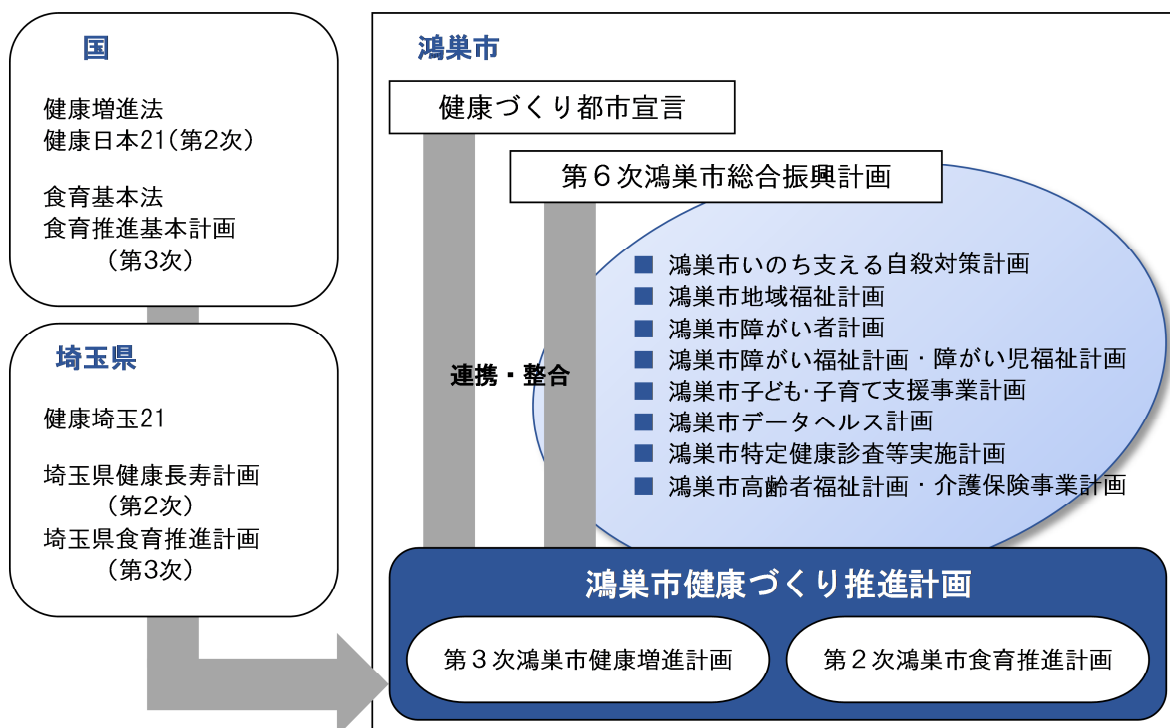 国
健康増進法
健康日本21(第2次)
食育基本法
食育推進基本計画
(第3次)
埼玉県
健康埼玉21
埼玉県健康長寿計画
(第2次)
埼玉県食育推進計画
(第3次)
鴻巣市
健康づくり都市宣言
第6次鴻巣市総合振興計画
連携・整合
■ 鴻巣市いのち支える自殺対策計画
■ 鴻巣市地域福祉計画
■ 鴻巣市障がい者計画
■ 鴻巣市障がい福祉計画・障がい児福祉計画
■ 鴻巣市子ども・子育て支援事業計画
■ 鴻巣市データヘルス計画
■ 鴻巣市特定健康診査等実施計画
■ 鴻巣市高齢者福祉計画・介護保険事業計画
鴻巣市健康づくり推進計画
第3次鴻巣市健康増進計画
第2次鴻巣市食育推進計画